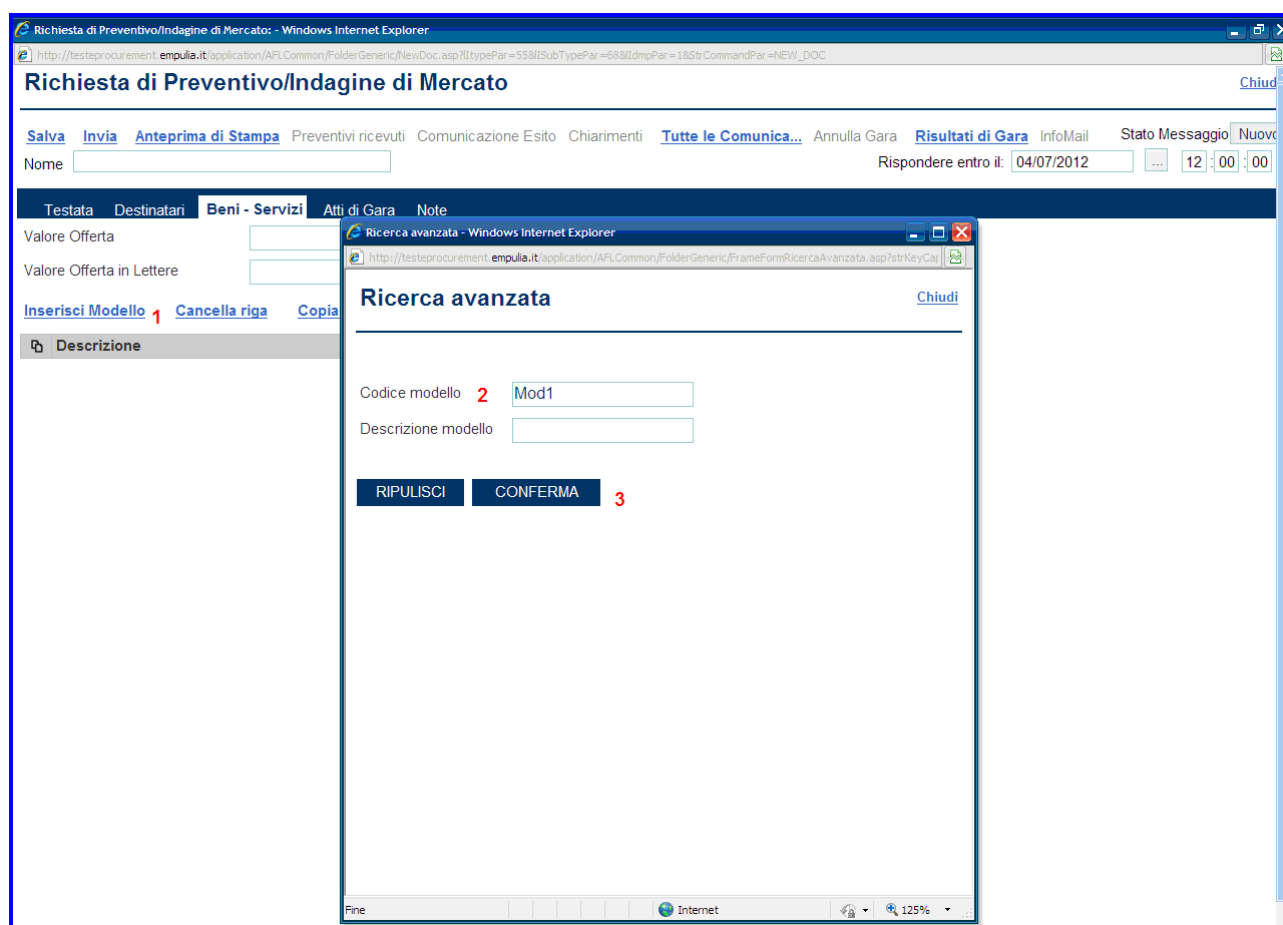 Richiesta di Preventivo/Indagine di Mercato: - Windows Internet Explorer
http://testeprocurement.empulia.it/application/AFLCommon/FolderGeneric/NewDoc.asp?lItypePar=55&lISubTypePar=68&lIdmpPar=1&StrCommandPar=NEW_DOC
Richiesta di Preventivo/Indagine di Mercato Chiud
Salva Invia Anteprima di Stampa Preventivi ricevuti Comunicazione Esito Chiarimenti Tutte le Comunica... Annulla Gara Risultati di Gara InfoMail Stato Messaggio Nuovo
Nome Rispondere entro il: 04/07/2012 ... 12 : 00 : 00
Testata Destinatari Beni - Servizi Atti di Gara Note
Valore Offerta
Valore Offerta in Lettere
Inserisci Modello 1 Cancella riga Copia
Descrizione
Ricerca avanzata - Windows Internet Explorer
http://testeprocurement.empulia.it/application/AFLCommon/FolderGeneric/FrameFormRicercaAvanzata.asp?strKeyCa
Ricerca avanzata Chiudi
Codice modello 2 Mod1
Descrizione modello
RIPULISCI CONFERMA 3
Fine Internet 125%